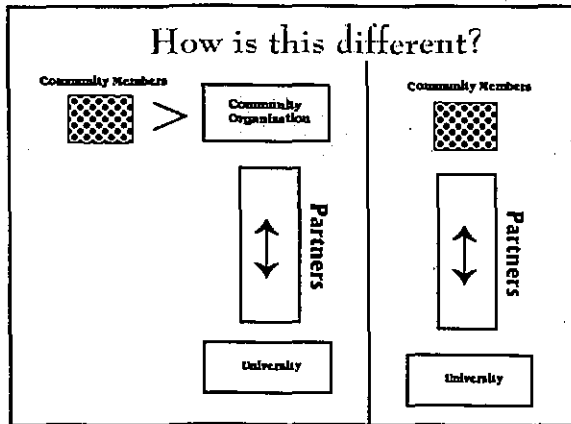 How is this different?
Community Members
>
Community
Organization
Partners
University
Community Members
Partners
University